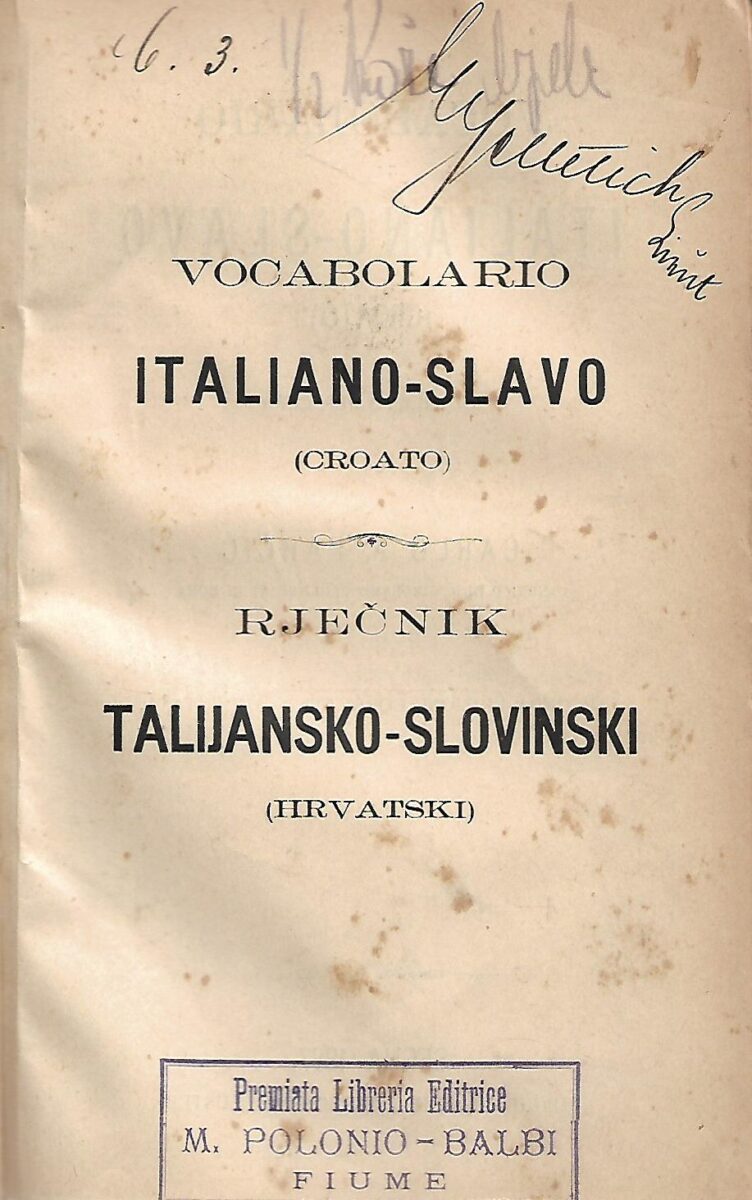 6. 3.
VOCABOLARIO
ITALIANO-SLAVO
(CROATO)
RJEČNIK
TALIJANSKO-SLOVINSKI
(HRVATSKI)
Premiata Libreria Editrice
M. POLONIO-BALBI
FIUME